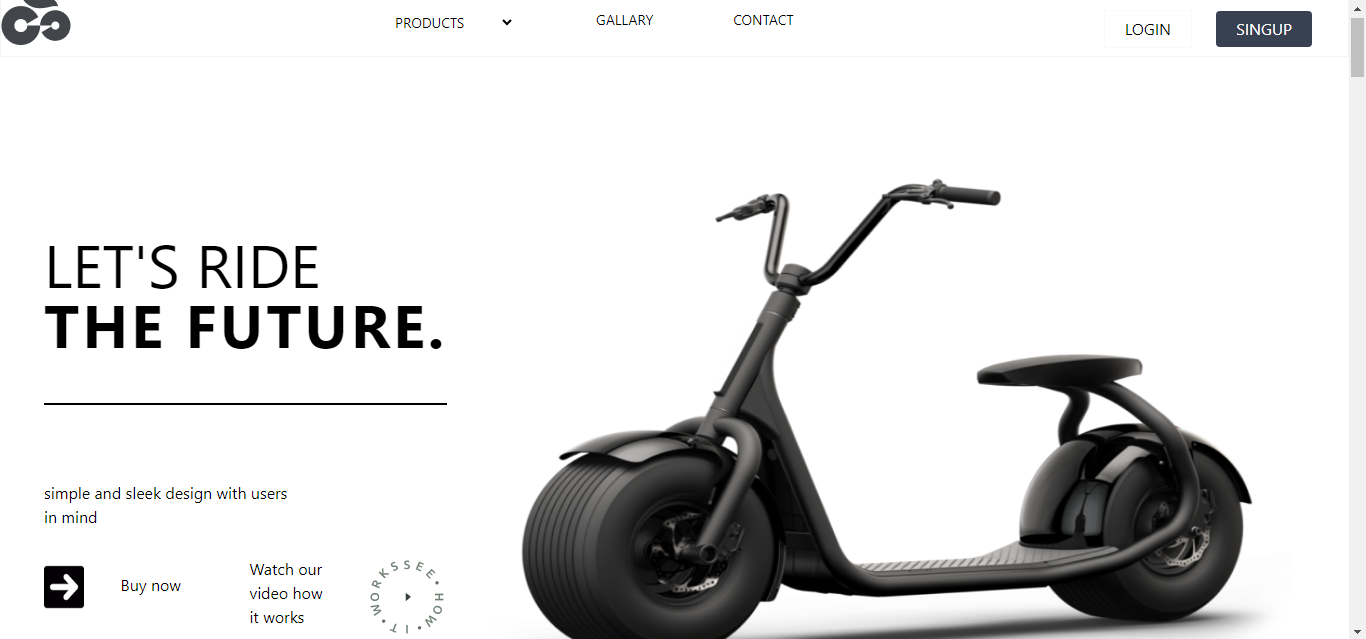 PRODUCTS
GALLARY
CONTACT
LOGIN
SINGUP
LET'S RIDE
THE FUTURE.
simple and sleek design with users
in mind
Buy now
Watch our
video how
it works
SEE • HOW • IT • WORKS